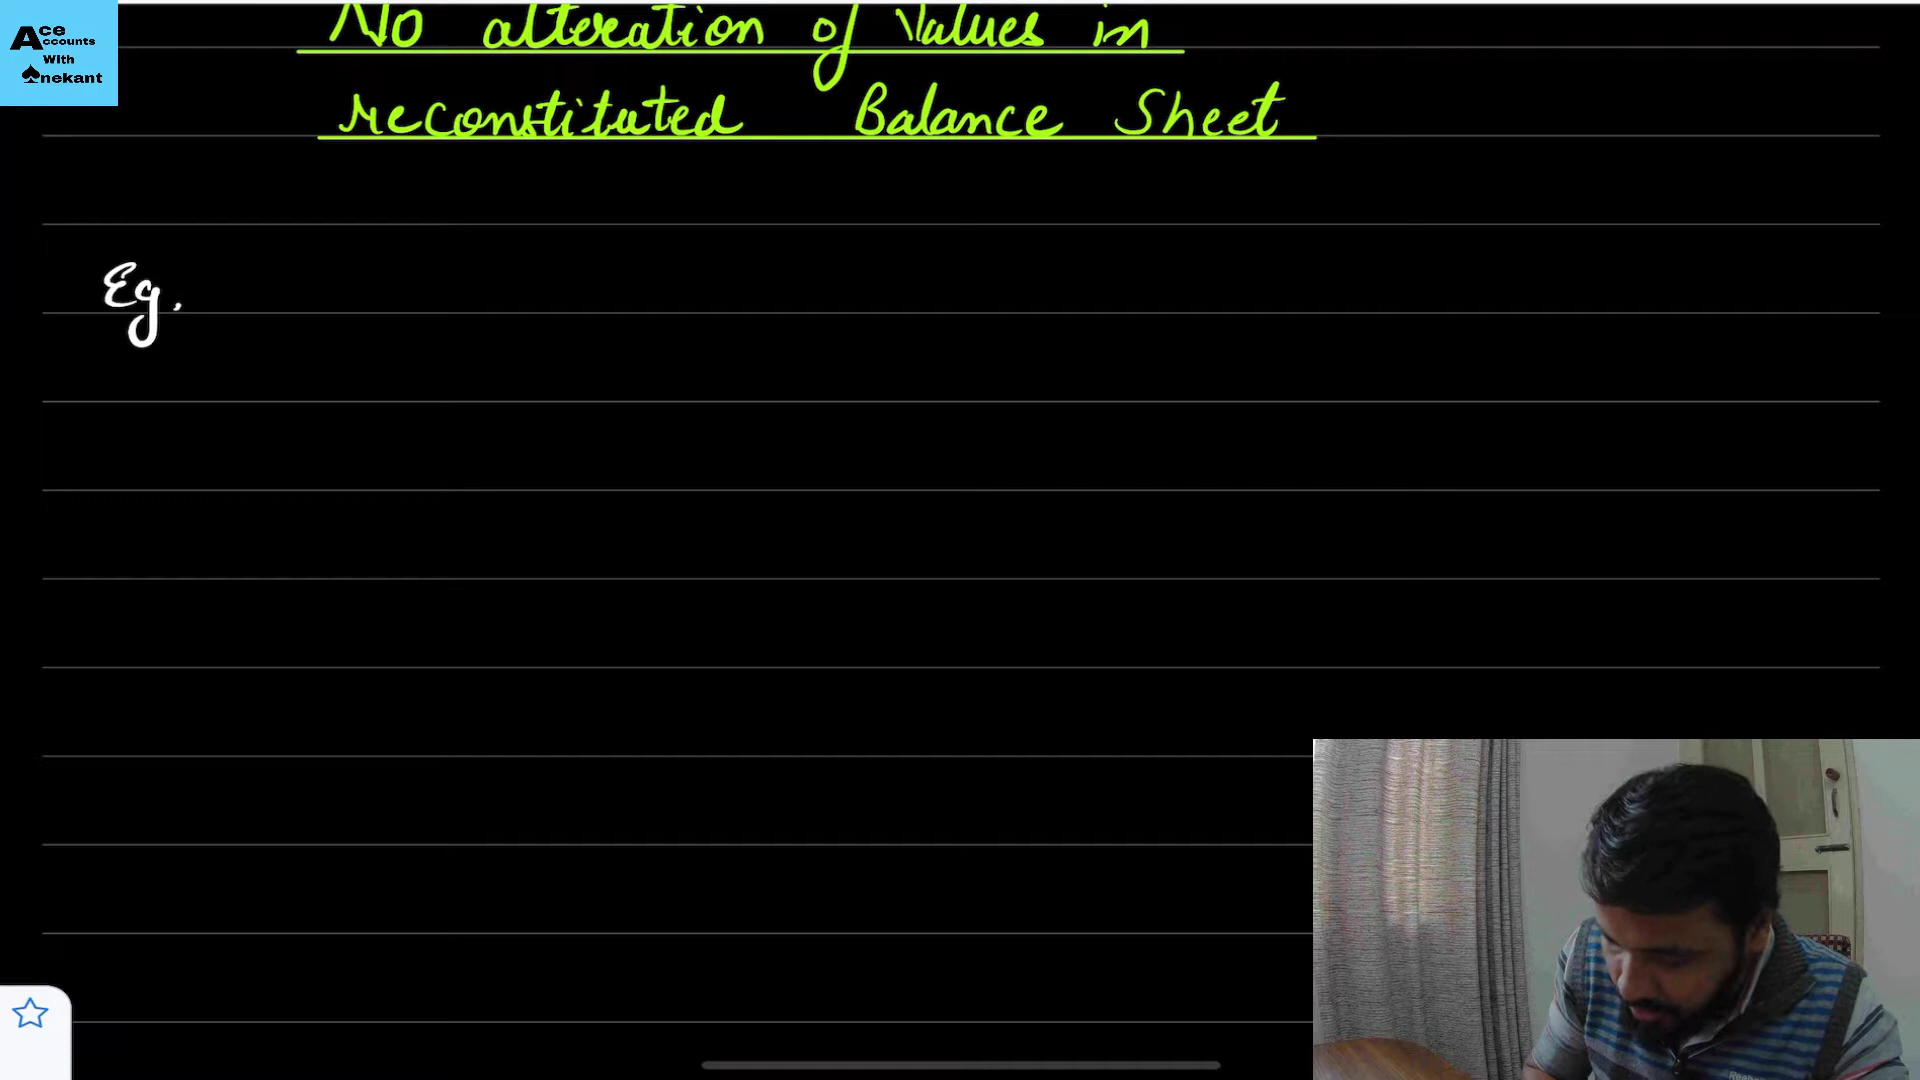 Ace
Accounts
With
Anekant
No alteration of Values in
reconstituted Balance Sheet
Eg.